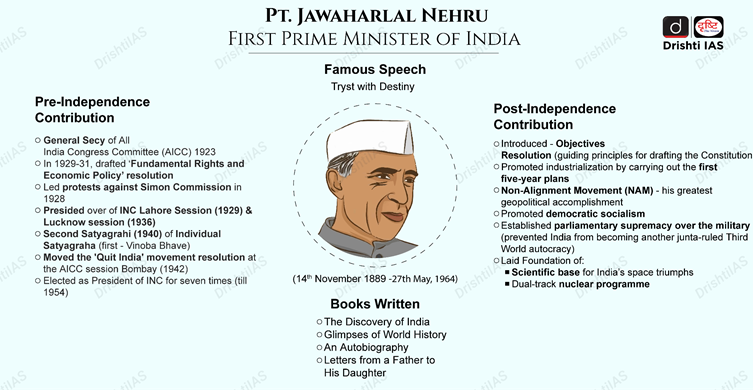 PT. JAWAHARLAL NEHRU
FIRST PRIME MINISTER OF INDIA
दृष्टि
Drishti IAS
Famous Speech
Tryst with Destiny
Pre-Independence
Contribution
General Secy of All
India Congress Committee (AICC) 1923
In 1929-31, drafted 'Fundamental Rights and
Economic Policy' resolution
Led protests against Simon Commission in
1928
Presided over of INC Lahore Session (1929) &
Lucknow session (1936)
Second Satyagrahi (1940) of Individual
Satyagraha (first - Vinoba Bhave)
Moved the 'Quit India' movement resolution at
the AICC session Bombay (1942)
Elected as President of INC for seven times (till
1954)
(14th November 1889 -27th May, 1964)
Books Written
The Discovery of India
Glimpses of World History
An Autobiography
Letters from a Father to
His Daughter
Post-Independence
Contribution
Introduced - Objectives
Resolution (guiding principles for drafting the Constitution
Promoted industrialization by carrying out the first
five-year plans
Non-Alignment Movement (NAM) - his greatest
geopolitical accomplishment
Promoted democratic socialism
Established parliamentary supremacy over the military
(prevented India from becoming another junta-ruled Third
World autocracy)
Laid Foundation of:
Scientific base for India's space triumphs
Dual-track nuclear programme